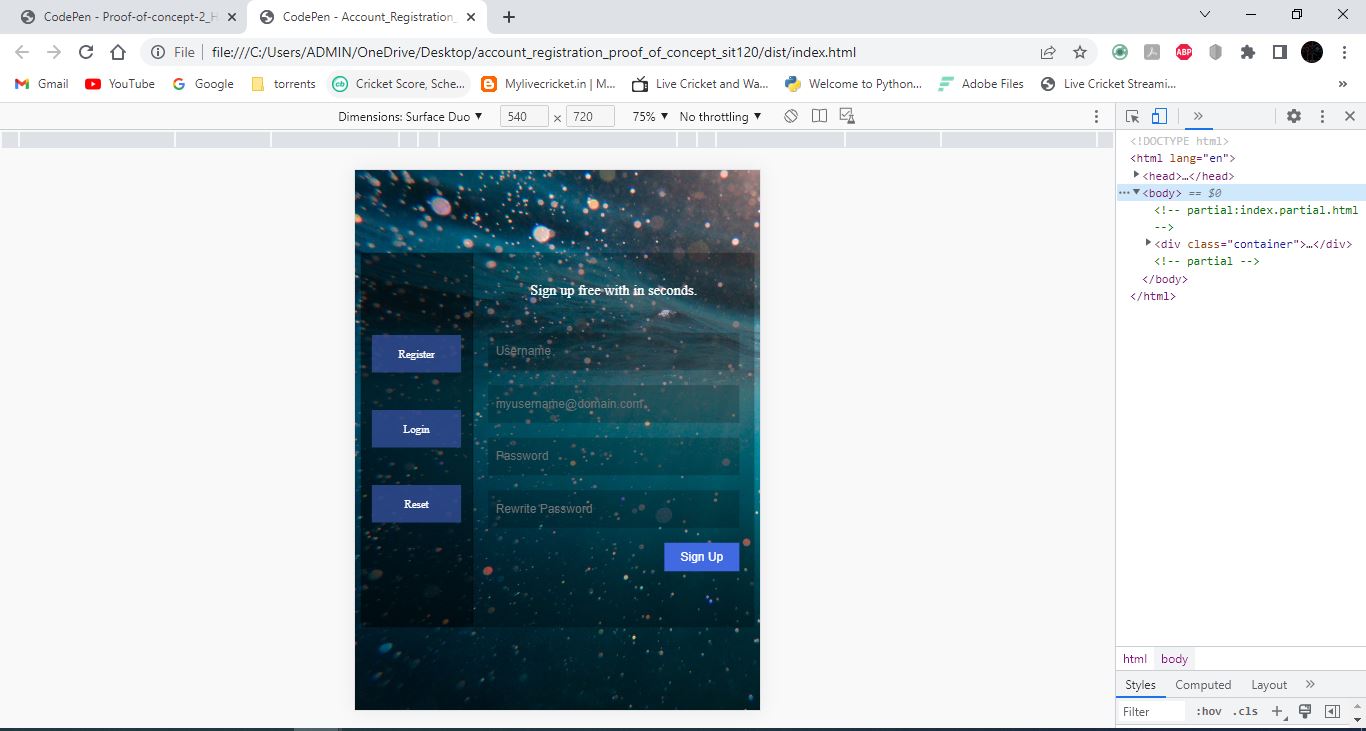 CodePen - Proof-of-concept-2_H
CodePen - Account_Registration_
File | file:///C:/Users/ADMIN/OneDrive/Desktop/account_registration_proof_of_concept_sit120/dist/index.html
ABP
Gmail YouTube Google torrents Cricket Score, Sche... Mylivecricket.in | M... Live Cricket and Wa... Welcome to Python... Adobe Files Live Cricket Streami... »
Dimensions: Surface Duo ▼ 540 × 720 75% ▼ No throttling ▼
<!DOCTYPE html>
<html lang="en">
<head>…</head>
<body> == $0
<!-- partial:index.partial.html
-->
<div class="container">…</div>
<!-- partial -->
</body>
</html>
Sign up free with in seconds.
Register
Login
Reset
Username
myusername@domain.com
Password
Rewrite Password
Sign Up
html body
Styles Computed Layout »
Filter :hov .cls +